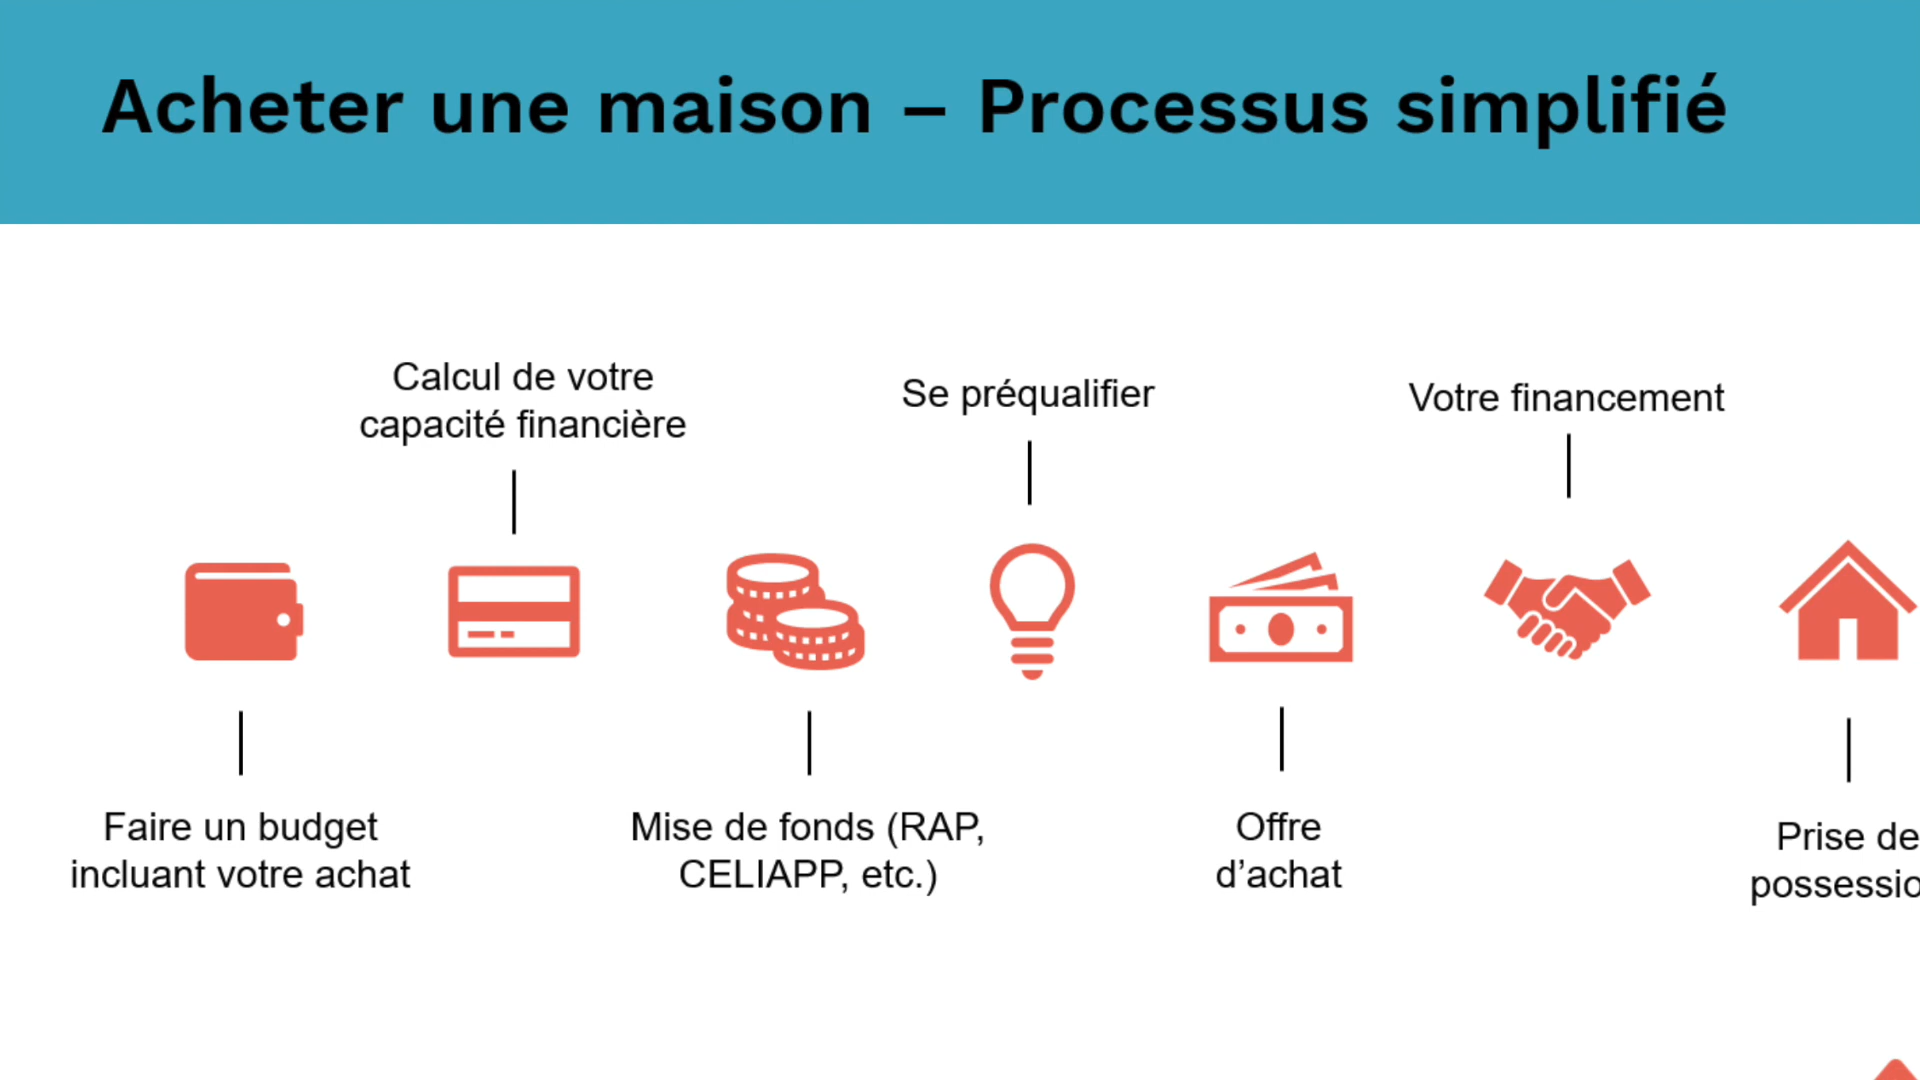 Acheter une maison – Processus simplifié
Faire un budget
incluant votre achat
Calcul de votre
capacité financière
Mise de fonds (RAP,
CELIAPP, etc.)
Se préqualifier
Offre
d’achat
Votre financement
Prise de
possessio